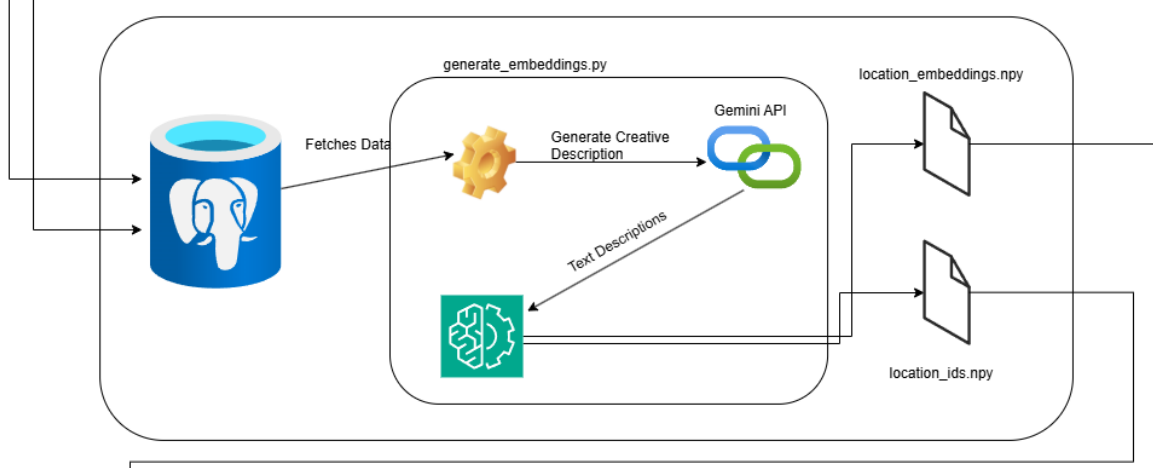 generate_embeddings.py
location_embeddings.npy
Gemini API
Fetches Data
Generate Creative
Description
Text Descriptions
location_ids.npy